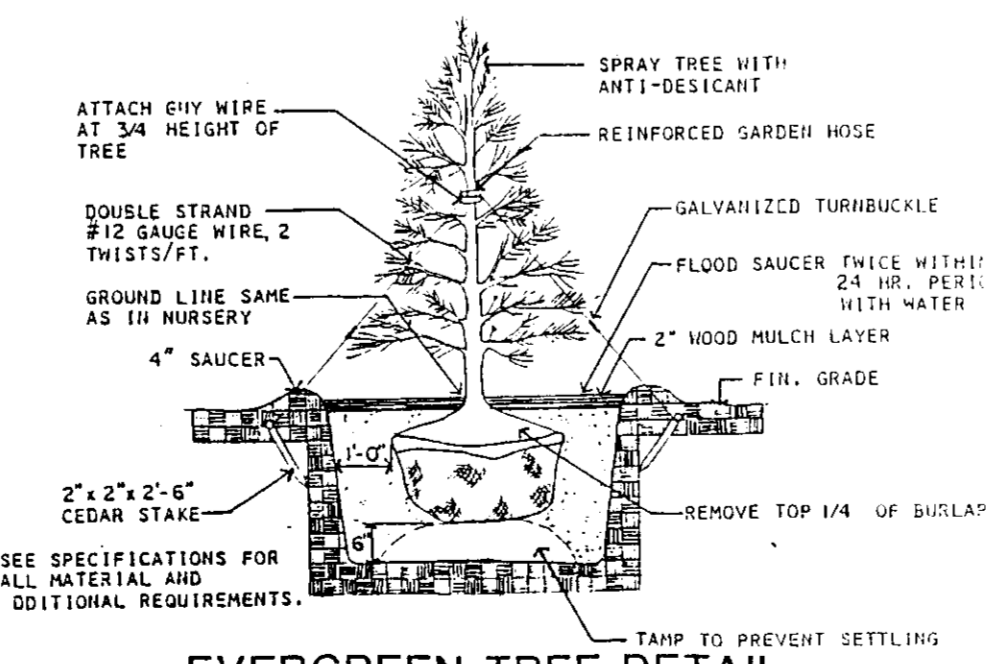 SPRAY TREE WITH
ANTI-DESICANT
ATTACH GUY WIRE
AT 3/4 HEIGHT OF
TREE
REINFORCED GARDEN HOSE
DOUBLE STRAND
#12 GAUGE WIRE, 2
TWISTS/FT.
GALVANIZED TURNBUCKLE
FLOOD SAUCER TWICE WITHIN
24 HR. PERIO
WITH WATER
GROUND LINE SAME
AS IN NURSERY
2" WOOD MULCH LAYER
4" SAUCER
FIN. GRADE
1'-0"
2"x 2"x 2'-6"
CEDAR STAKE
REMOVE TOP 1/4 OF BURLAP
6"
SEE SPECIFICATIONS FOR
ALL MATERIAL AND
DDITIONAL REQUIREMENTS.
TAMP TO PREVENT SETTLING
EVERGREEN TREE DETAIL